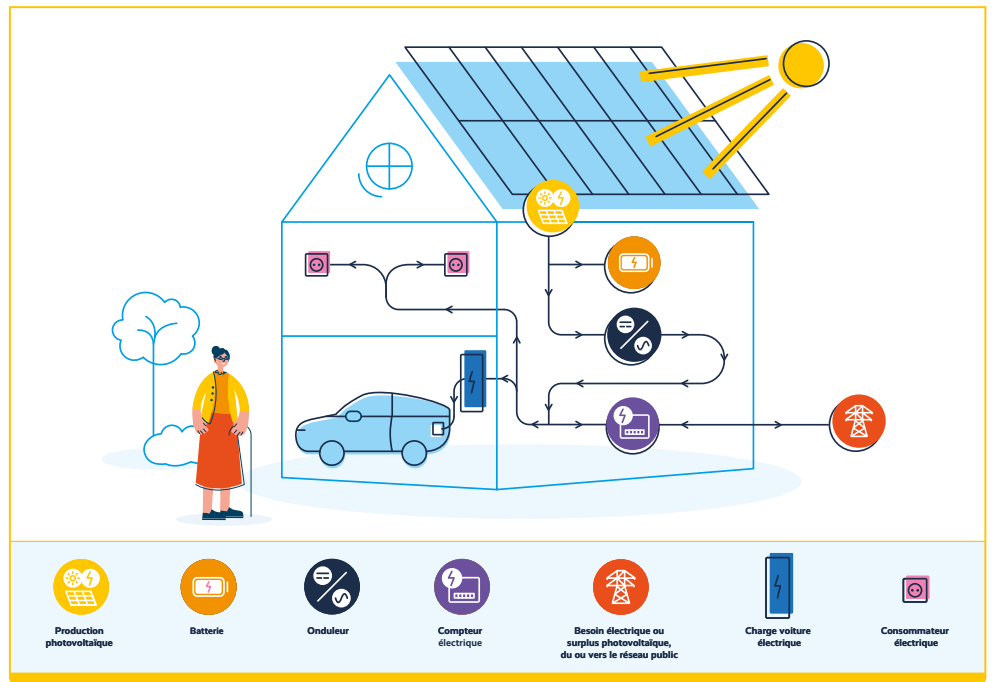 Production
photovoltaïque
Batterie
Onduleur
Compteur
électrique
Besoin électrique ou
surplus photovoltaïque,
du ou vers le réseau public
Charge voiture
électrique
Consommateur
électrique